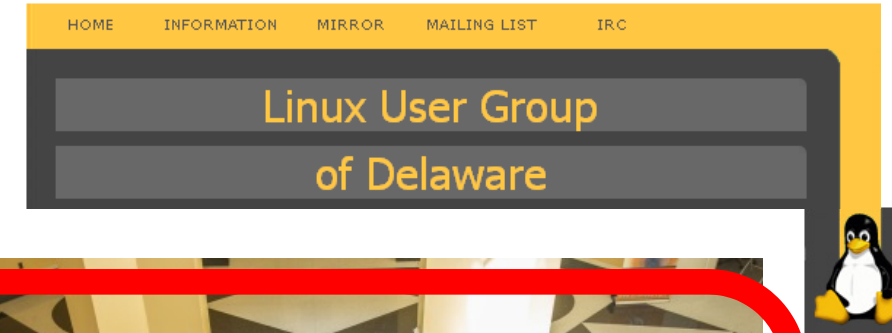 HOME INFORMATION MIRROR MAILING LIST IRC
Linux User Group
of Delaware